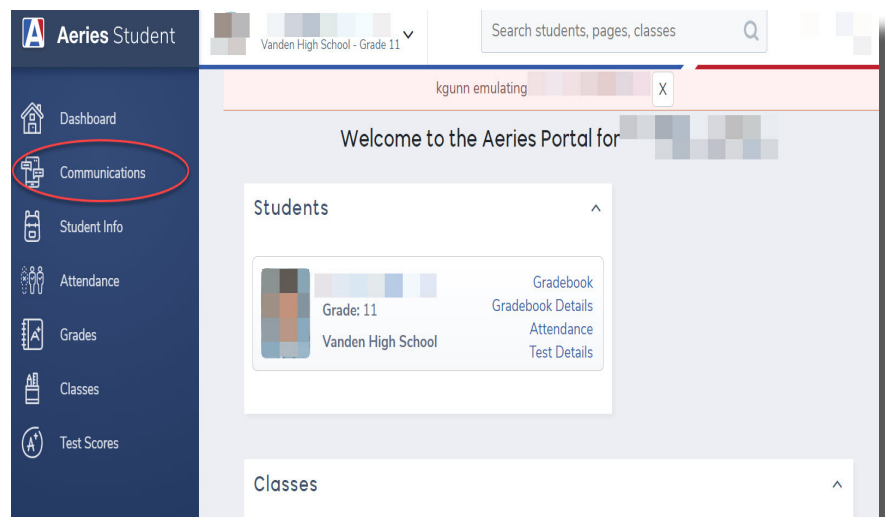 Aeries Student
Vanden High School - Grade 11
Search students, pages, classes
kgunn emulating
X
Dashboard
Communications
Student Info
Attendance
Grades
Classes
Test Scores
Welcome to the Aeries Portal for
Students
Grade: 11
Vanden High School
Gradebook
Gradebook Details
Attendance
Test Details
Classes